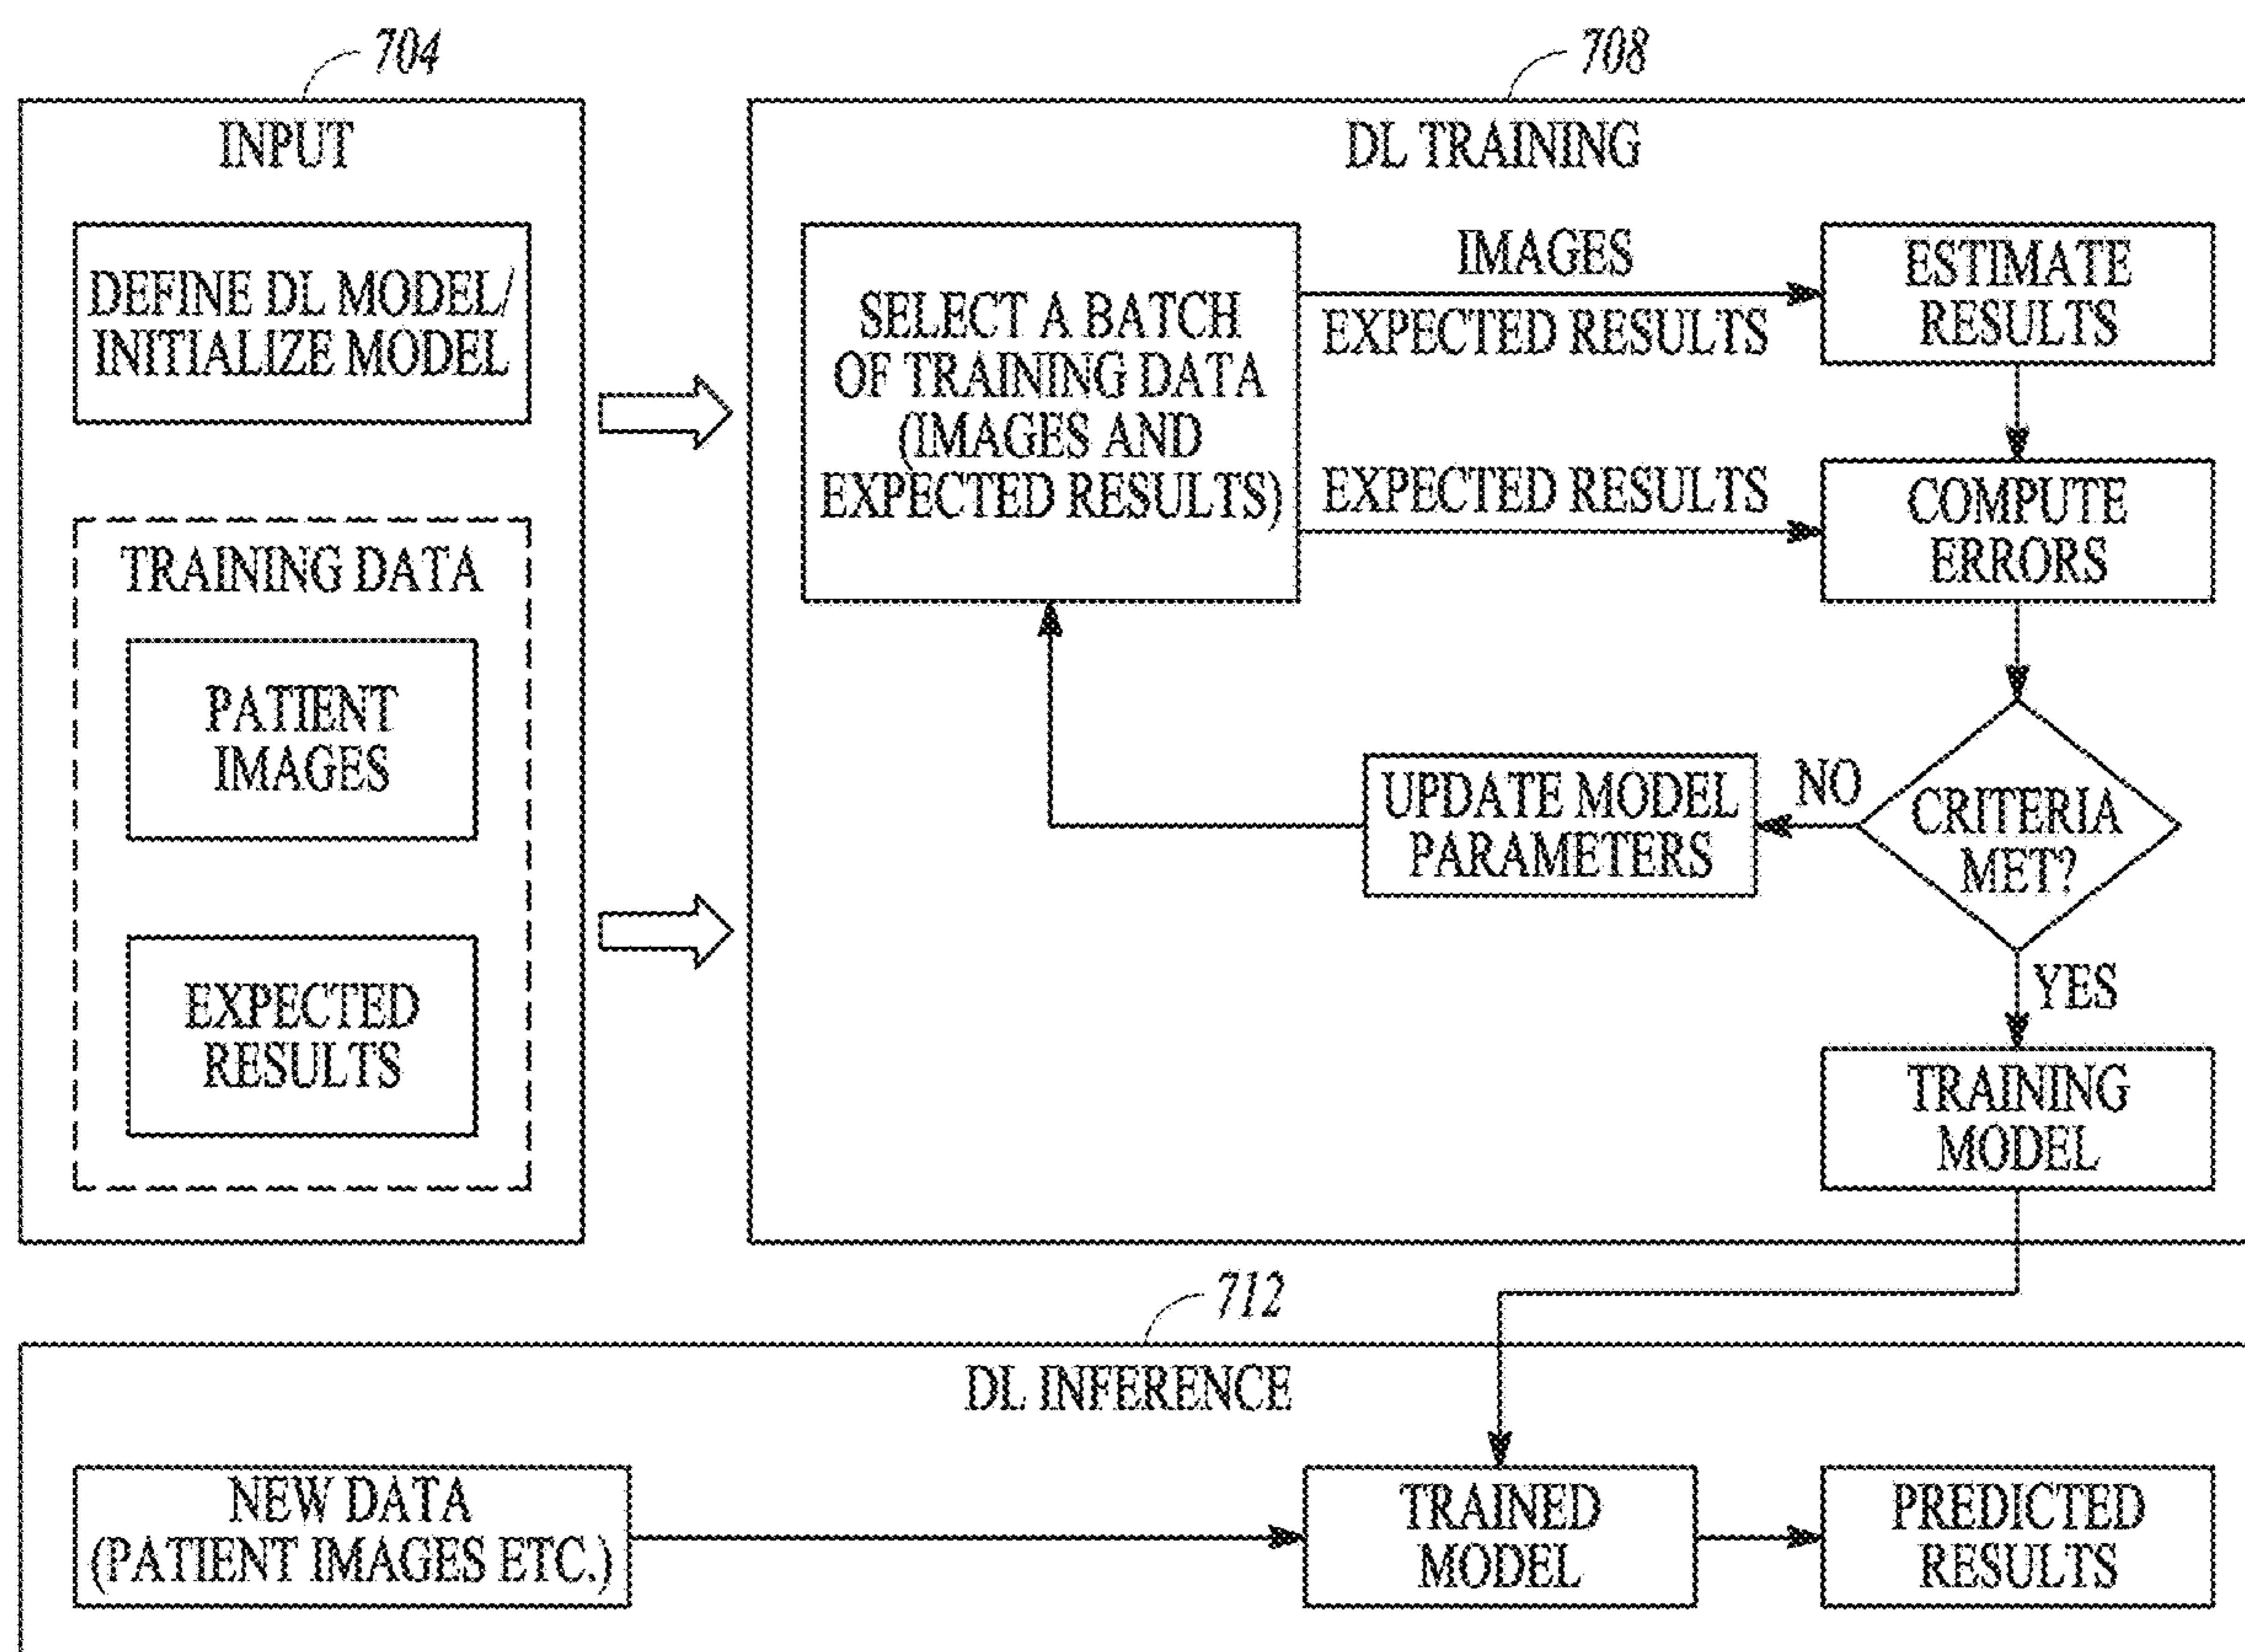 704
INPUT
DEFINE DL MODEL/
INITIALIZE MODEL
TRAINING DATA
PATIENT
IMAGES
EXPECTED
RESULTS
708
DL TRAINING
SELECT A BATCH
OF TRAINING DATA
(IMAGES AND
EXPECTED RESULTS)
IMAGES
EXPECTED RESULTS
EXPECTED RESULTS
ESTIMATE
RESULTS
COMPUTE
ERRORS
CRITERIA
MET?
NO
UPDATE MODEL
PARAMETERS
YES
TRAINING
MODEL
712
DL INFERENCE
NEW DATA
(PATIENT IMAGES ETC.)
TRAINED
MODEL
PREDICTED
RESULTS